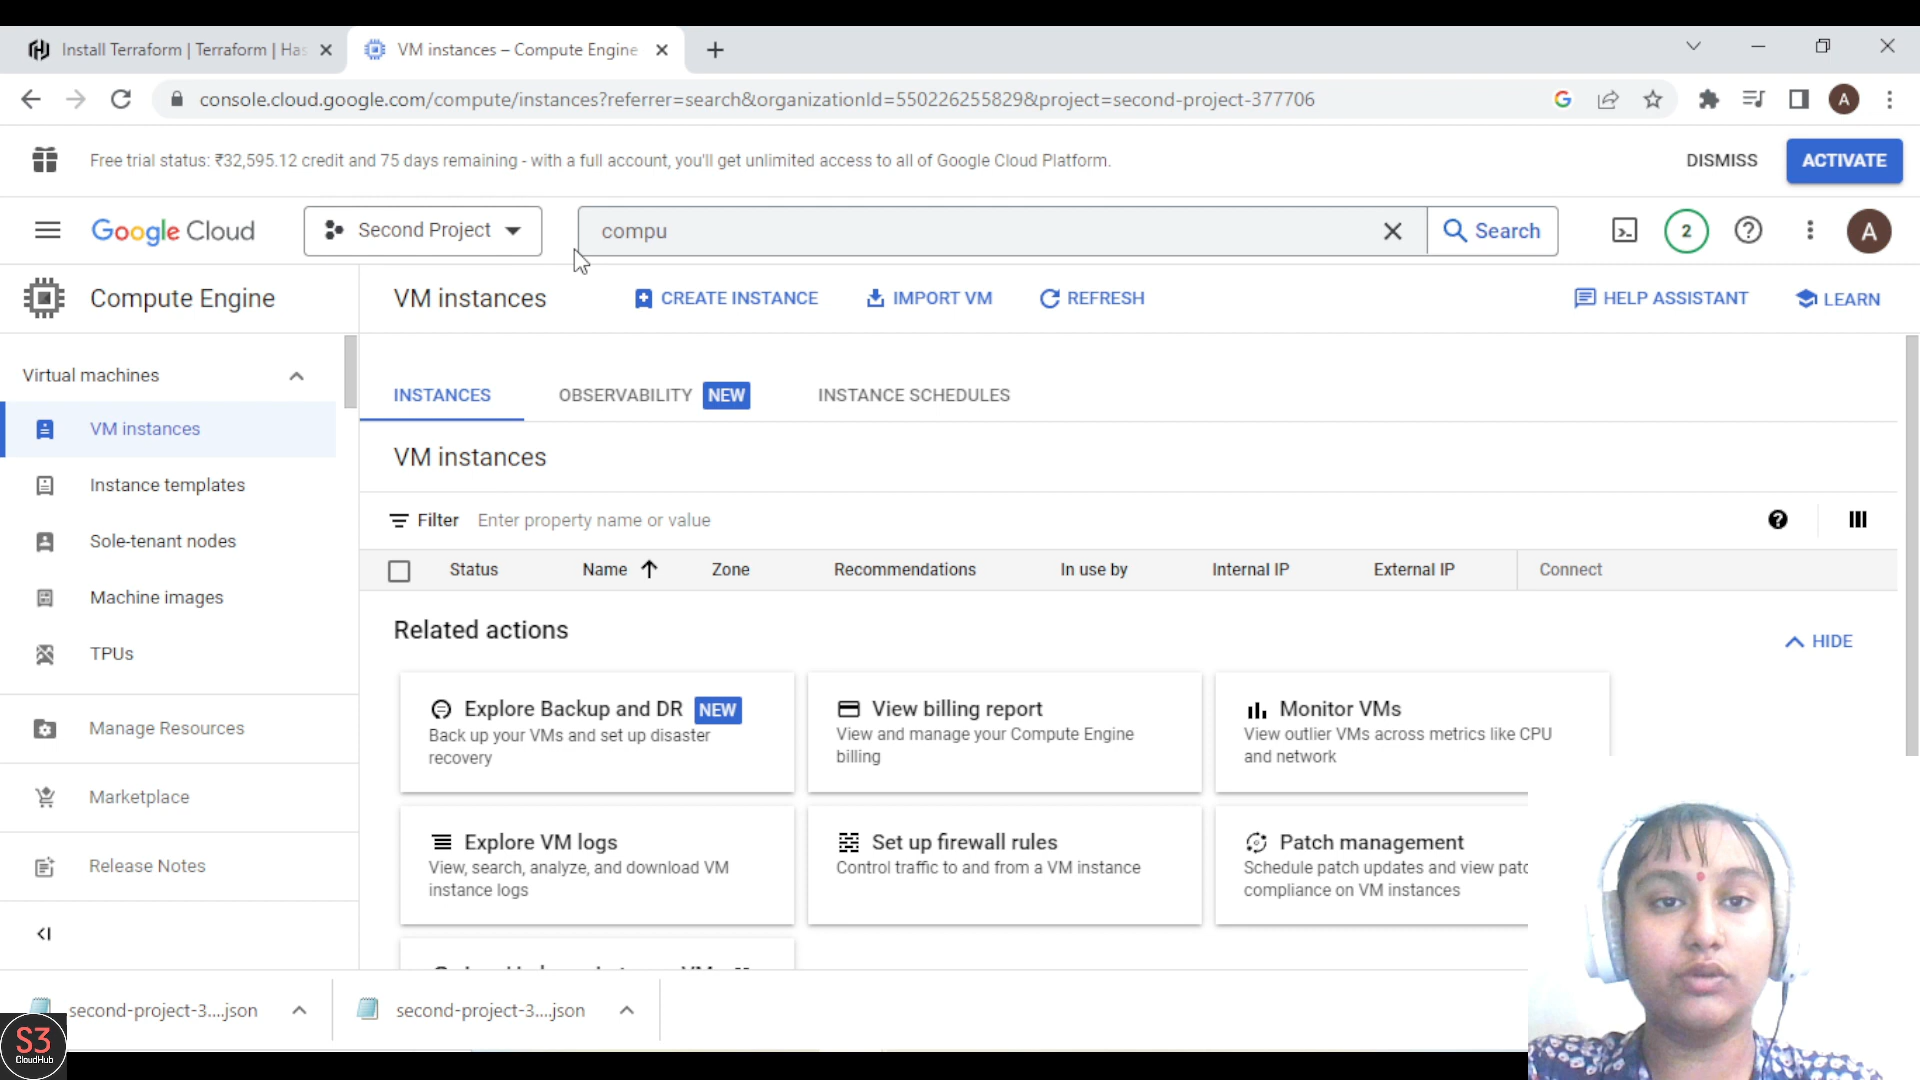 Install Terraform | Terraform | Has
VM instances – Compute Engine
console.cloud.google.com/compute/instances?referrer=search&organizationId=550226255829&project=second-project-377706
A
Free trial status: ₹32,595.12 credit and 75 days remaining - with a full account, you'll get unlimited access to all of Google Cloud Platform.
DISMISS
ACTIVATE
Google Cloud
Second Project
compu
Search
2
A
Compute Engine
VM instances
CREATE INSTANCE
IMPORT VM
REFRESH
HELP ASSISTANT
LEARN
Virtual machines
VM instances
Instance templates
Sole-tenant nodes
Machine images
TPUs
Manage Resources
Marketplace
Release Notes
INSTANCES
OBSERVABILITY NEW
INSTANCE SCHEDULES
VM instances
Filter Enter property name or value
Status Name Zone Recommendations In use by Internal IP External IP Connect
Related actions
HIDE
Explore Backup and DR NEW
Back up your VMs and set up disaster
recovery
View billing report
View and manage your Compute Engine
billing
Monitor VMs
View outlier VMs across metrics like CPU
and network
Explore VM logs
View, search, analyze, and download VM
instance logs
Set up firewall rules
Control traffic to and from a VM instance
Patch management
Schedule patch updates and view patc
compliance on VM instances
second-project-3....json
second-project-3....json
S3
CloudHub